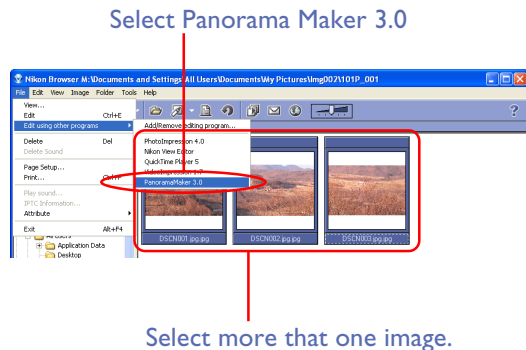 Select Panorama Maker 3.0
Nikon Browser M:\Documents and Settings\All Users\Documents\My Pictures\Img002\101P_001
File Edit View Image Folder Tools Help
View...
Edit Ctrl+E
Edit using other programs
Add/Remove editing program...
Delete Del
Delete Sound
PhotoImpression 4.0
Nikon View Editor
QuickTime Player 5
Page Setup...
Print... Ctrl+P
PanoramaMaker 3.0
Play sound...
IPTC Information...
Attribute
Exit Alt+F4
Application Data
Desktop
DSCN001.jpg.jpg DSCN002.jpg.jpg DSCN003.jpg.jpg
Select more that one image.